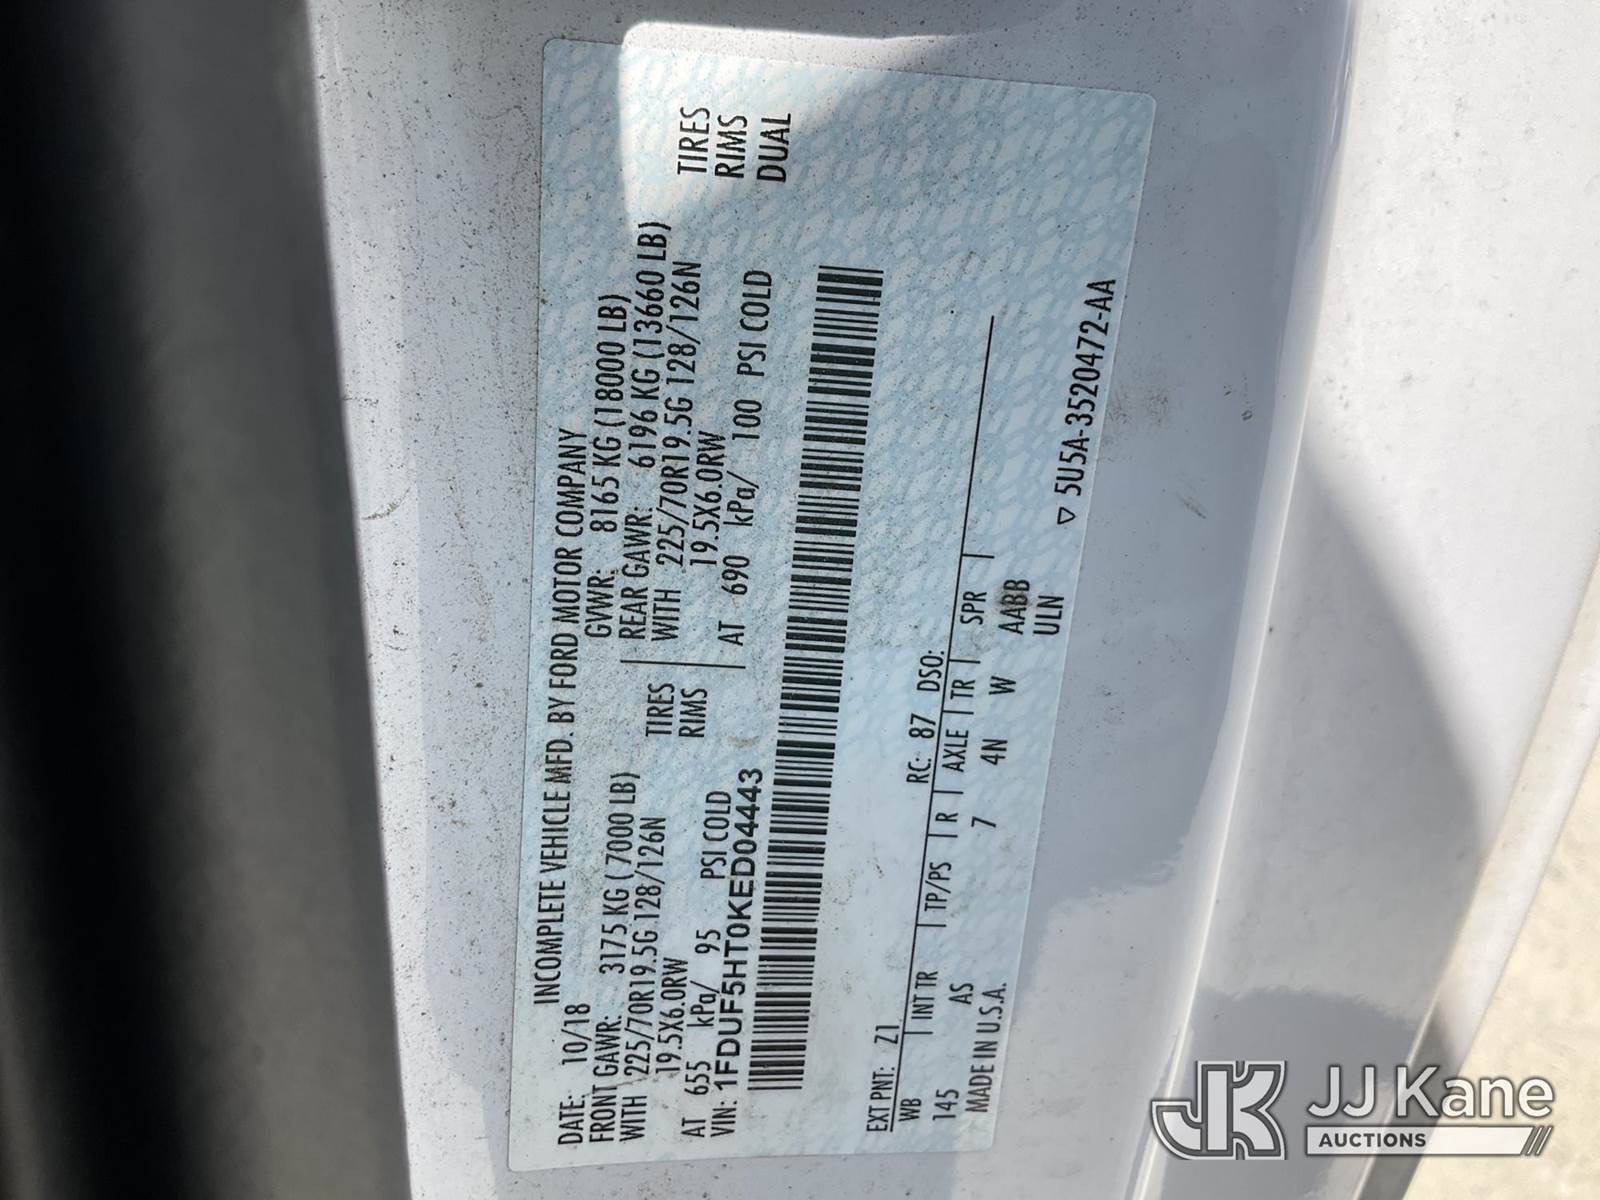 INCOMPLETE VEHICLE MFD. BY FORD MOTOR COMPANY
DATE: 10/18 GVWR: 8165 KG (18000 LB)
FRONT GAWR: 3175 KG (7000 LB) REAR GAWR: 6196 KG (13660 LB)
WITH 225/70R19.5G 128/126N TIRES WITH 225/70R19.5G 128/126N TIRES
19.5X6.0RW RIMS 19.5X6.0RW RIMS
AT 655 kPa/ 95 PSI COLD AT 690 kPa/ 100 PSI COLD DUAL
VIN: 1FDUF5HT0KED04443
EXT PNT: Z1 RC: 87 DSO:
WB INT TR TP/PS R AXLE TR SPR
145 AS 7 4N W AABB
MADE IN U.S.A. ULN
▽ 5U5A-3520472-AA
JK JJ Kane
AUCTIONS